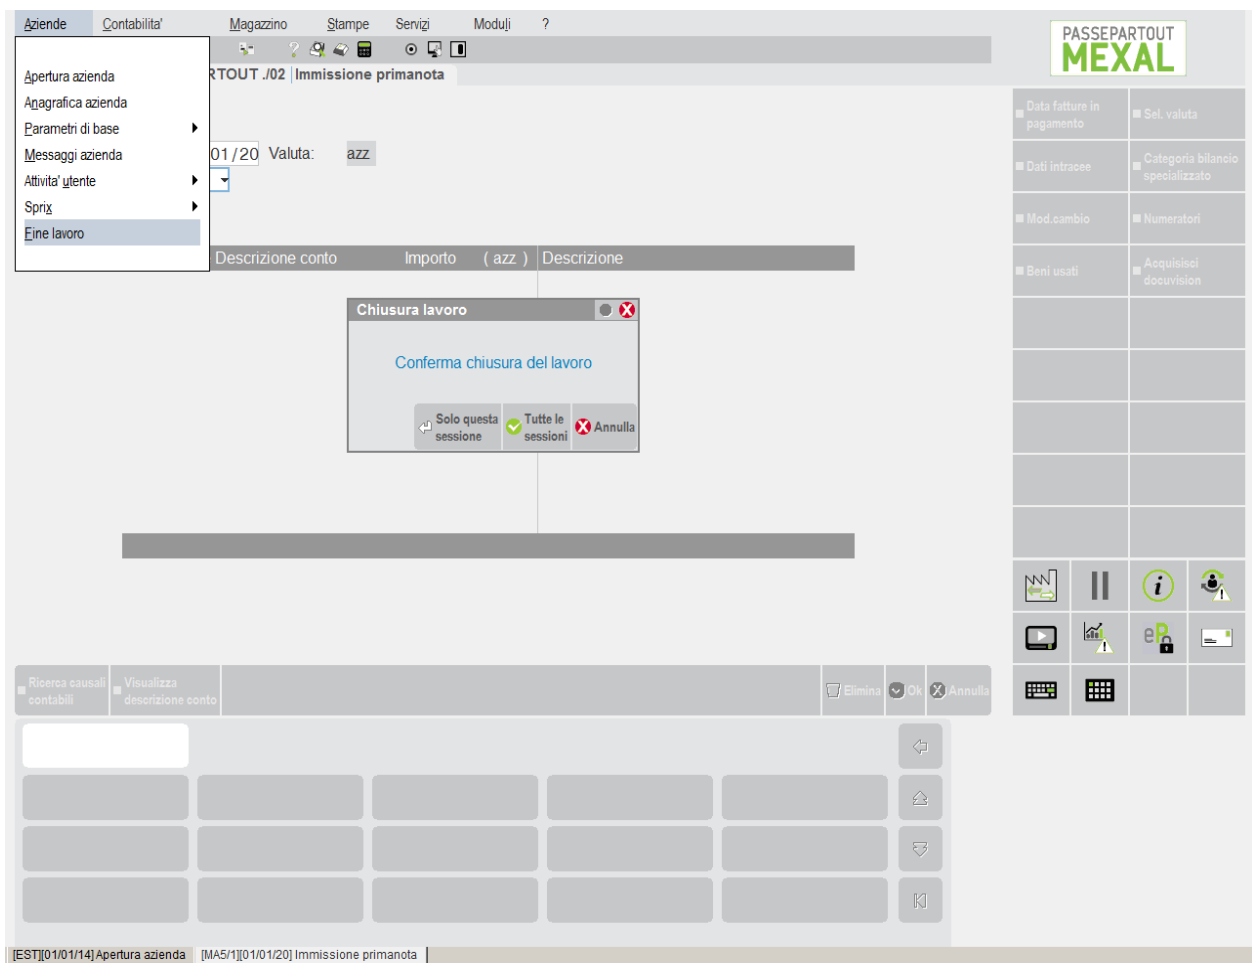 Aziende Contabilita' Magazzino Stampe Servizi Moduli ?
PASSEPARTOUT
MEXAL
Apertura azienda
RTOUT ./02 Immissione primanota
Anagrafica azienda
Parametri di base
Messaggi azienda
Attivita' utente
Sprix
Fine lavoro
01/20 Valuta: azz
Descrizione conto Importo ( azz ) Descrizione
Chiusura lavoro
Conferma chiusura del lavoro
Solo questa
sessione
Tutte le
sessioni
Annulla
Data fatture in
pagamento
Sel. valuta
Dati intracee
Categoria bilancio
specializzato
Mod.cambio
Numeratori
Beni usati
Acquisisci
docuvision
Ricerca causali
contabili
Visualizza
descrizione conto
Elimina
Ok
Annulla
[EST][01/01/14] Apertura azienda [MA5/1][01/01/20] Immissione primanota